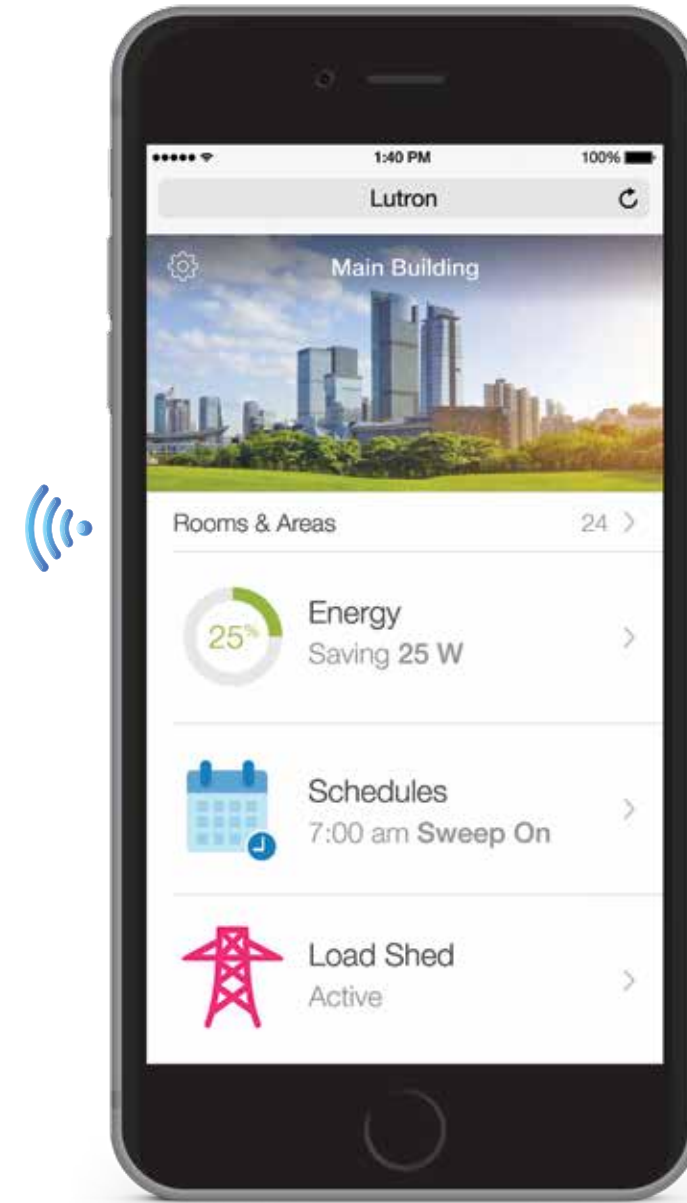 1:40 PM 100%
Lutron
Main Building
Rooms & Areas 24
25%
Energy
Saving 25 W
Schedules
7:00 am Sweep On
Load Shed
Active